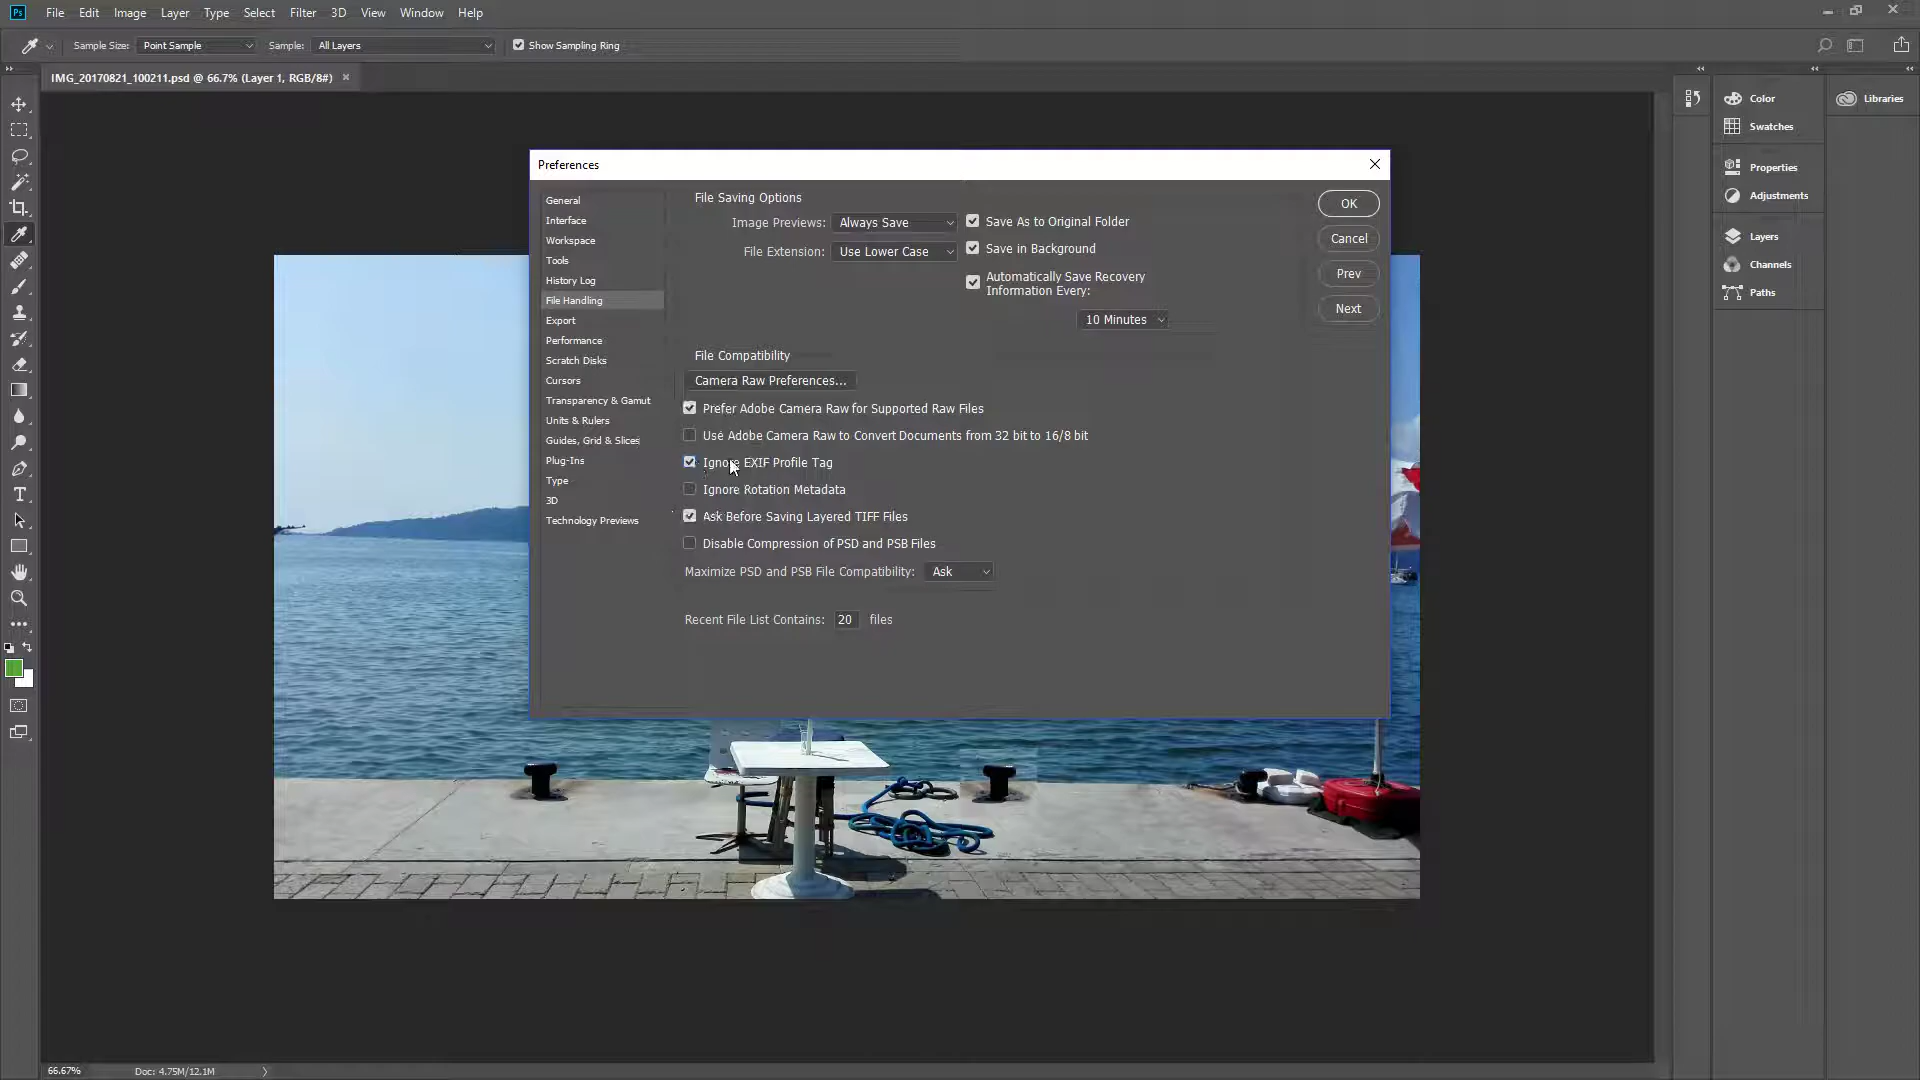 Ps File Edit Image Layer Type Select Filter 3D View Window Help
Sample Size: Point Sample Sample: All Layers Show Sampling Ring
IMG_20170821_100211.psd @ 66.7% (Layer 1, RGB/8#)
Preferences
General
Interface
Workspace
Tools
History Log
File Handling
Export
Performance
Scratch Disks
Cursors
Transparency & Gamut
Units & Rulers
Guides, Grid & Slices
Plug-Ins
Type
3D
Technology Previews
File Saving Options
Image Previews: Always Save
File Extension: Use Lower Case
Save As to Original Folder
Save in Background
Automatically Save Recovery
Information Every:
10 Minutes
File Compatibility
Camera Raw Preferences...
Prefer Adobe Camera Raw for Supported Raw Files
Use Adobe Camera Raw to Convert Documents from 32 bit to 16/8 bit
Ignore EXIF Profile Tag
Ignore Rotation Metadata
Ask Before Saving Layered TIFF Files
Disable Compression of PSD and PSB Files
Maximize PSD and PSB File Compatibility: Ask
Recent File List Contains: 20 files
OK
Cancel
Prev
Next
Color
Swatches
Properties
Adjustments
Layers
Channels
Paths
Libraries
66.67% Doc: 4.75M/12.1M